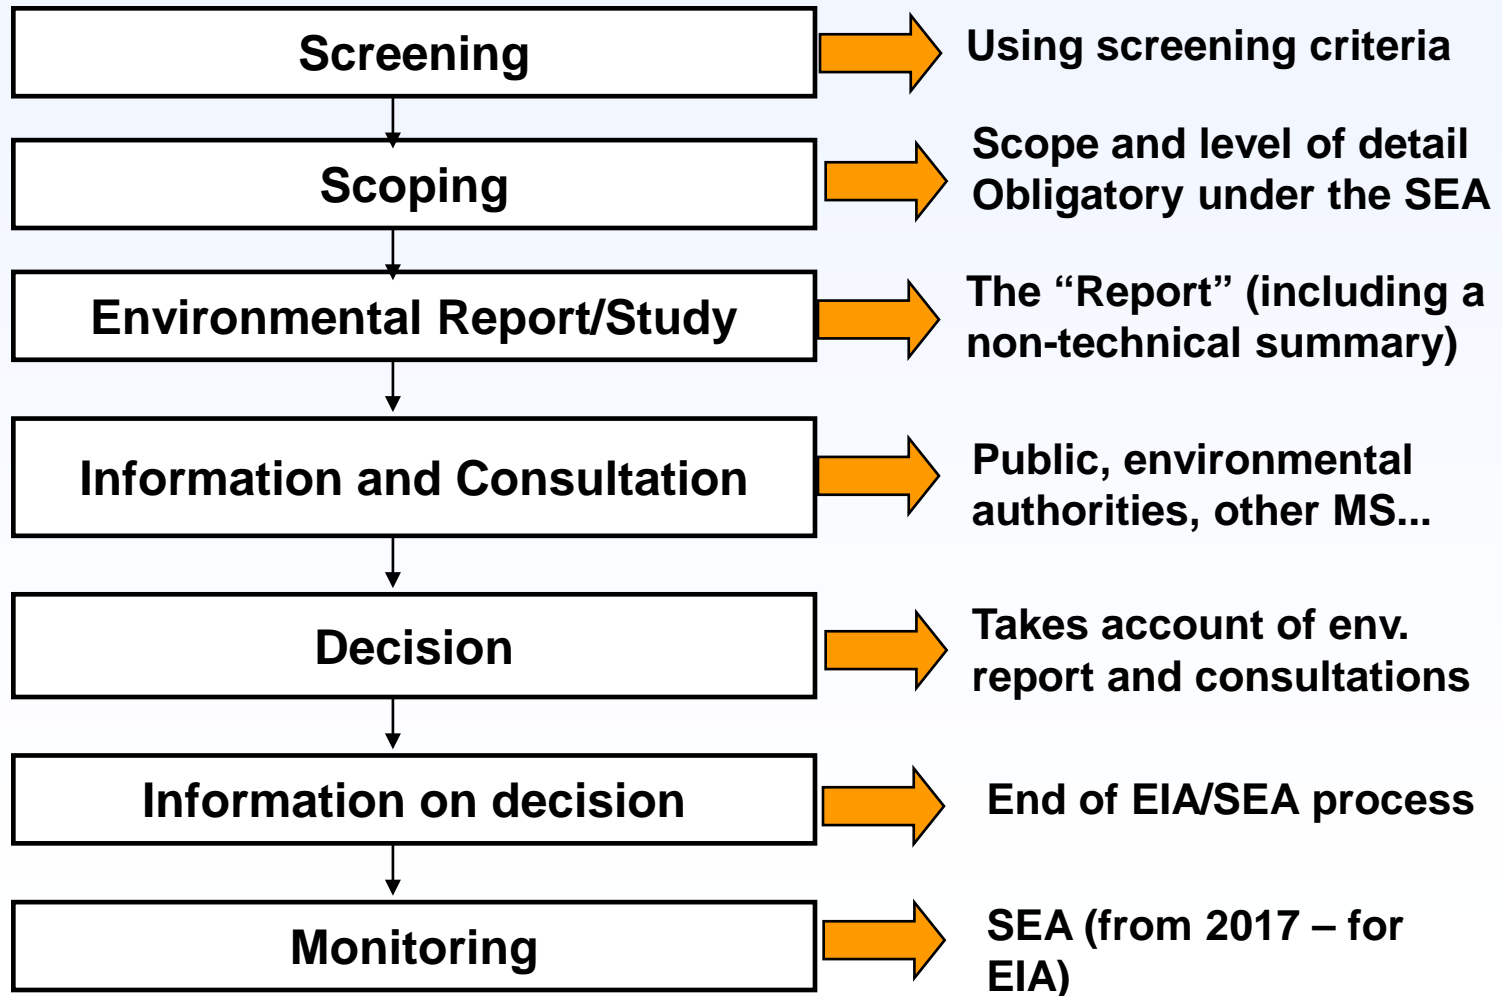 Screening
Using screening criteria
Scoping
Scope and level of detail
Obligatory under the SEA
Environmental Report/Study
The “Report” (including a
non-technical summary)
Information and Consultation
Public, environmental
authorities, other MS...
Decision
Takes account of env.
report and consultations
Information on decision
End of EIA/SEA process
Monitoring
SEA (from 2017 – for
EIA)